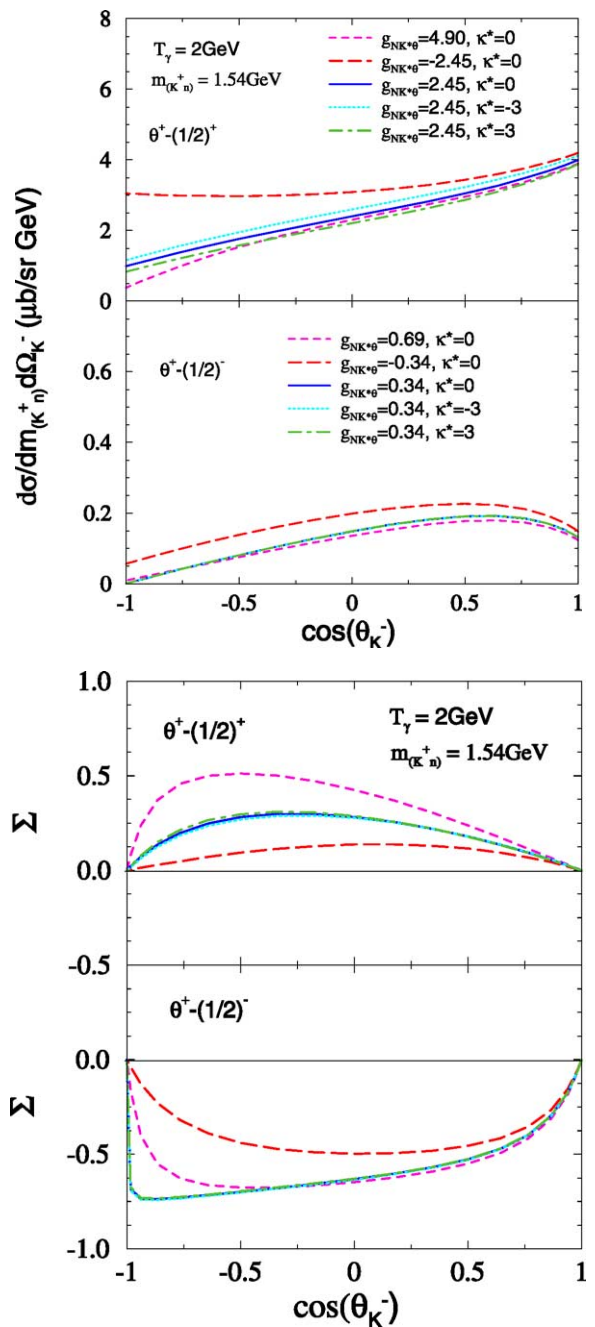 T_γ = 2GeV
m_(K⁺n) = 1.54GeV
θ⁺-(1/2)⁺
g_NK*θ=4.90, κ*=0
g_NK*θ=-2.45, κ*=0
g_NK*θ=2.45, κ*=0
g_NK*θ=2.45, κ*=-3
g_NK*θ=2.45, κ*=3
8
6
4
2
0
dσ/dm_(K⁺n)dΩ_K⁻ (μb/sr GeV)
θ⁺-(1/2)⁻
g_NK*θ=0.69, κ*=0
g_NK*θ=-0.34, κ*=0
g_NK*θ=0.34, κ*=0
g_NK*θ=0.34, κ*=-3
g_NK*θ=0.34, κ*=3
0.6
0.4
0.2
0
-1 -0.5 0 0.5 1
cos(θ_K⁻)
1.0
θ⁺-(1/2)⁺
T_γ = 2GeV
m_(K⁺n) = 1.54GeV
0.5
Σ
0.0
-0.5
θ⁺-(1/2)⁻
0.0
Σ
-0.5
-1.0
-1 -0.5 0 0.5 1
cos(θ_K⁻)